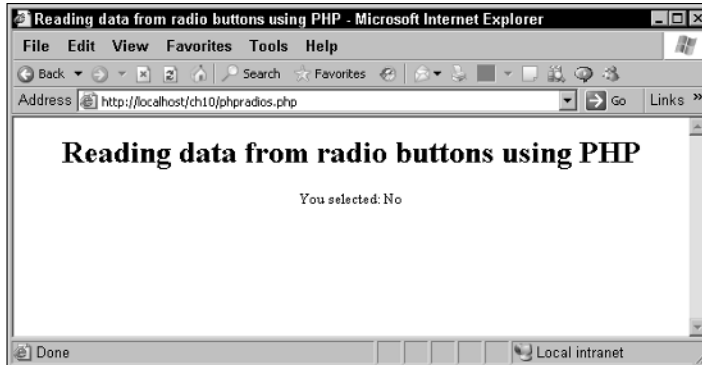 Reading data from radio buttons using PHP - Microsoft Internet Explorer
File Edit View Favorites Tools Help
Back Search Favorites
Address http://localhost/ch10/phpradios.php Go Links »
Reading data from radio buttons using PHP
You selected: No
Done Local intranet